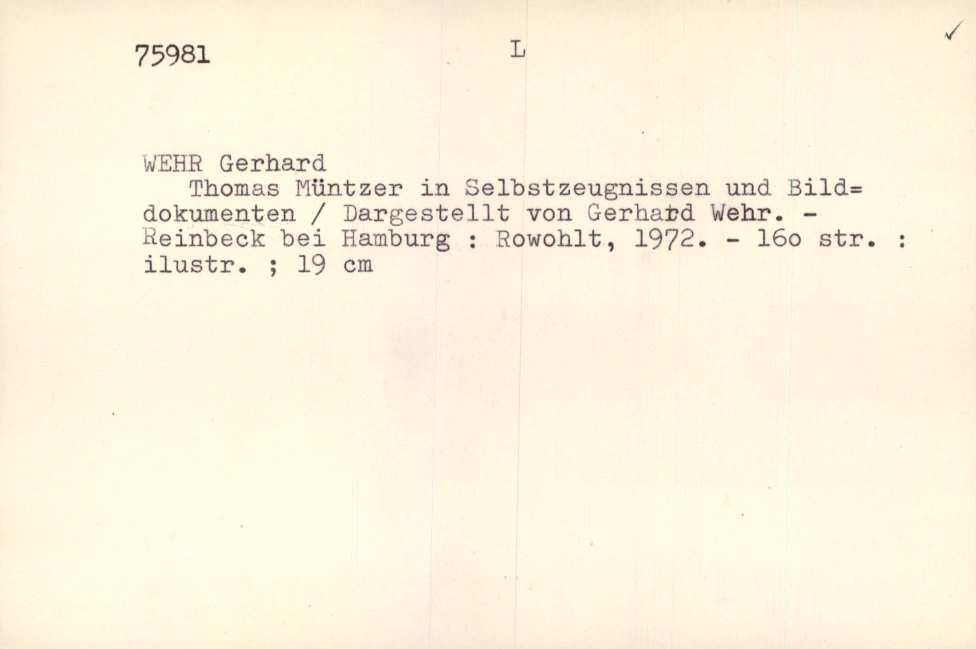 75981 L
WEHR Gerhard
Thomas Müntzer in Selbstzeugnissen und Bild=
dokumenten / Dargestellt von Gerhard Wehr. -
Reinbeck bei Hamburg : Rowohlt, 1972. - 16o str. :
ilustr. ; 19 cm